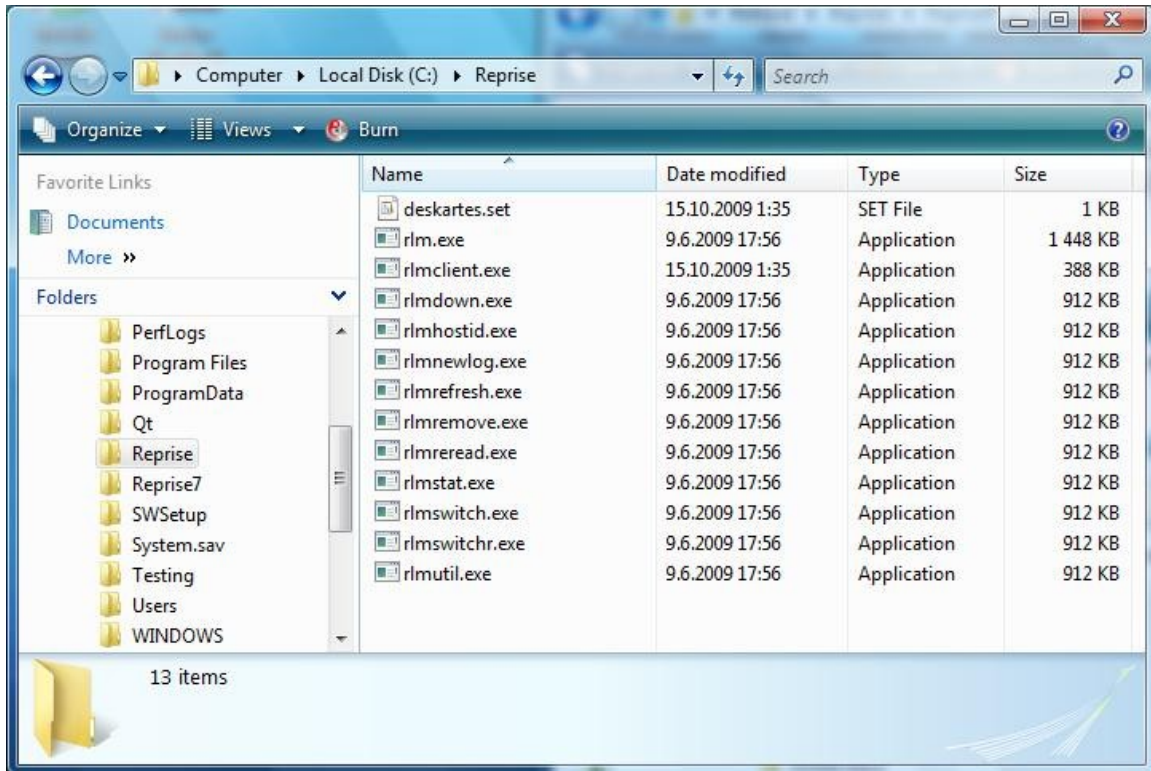 Computer ▸ Local Disk (C:) ▸ Reprise Search
Organize Views Burn
Favorite Links
Documents
More »
Folders
PerfLogs
Program Files
ProgramData
Qt
Reprise
Reprise7
SWSetup
System.sav
Testing
Users
WINDOWS
Name Date modified Type Size
deskartes.set 15.10.2009 1:35 SET File 1 KB
rlm.exe 9.6.2009 17:56 Application 1 448 KB
rlmclient.exe 15.10.2009 1:35 Application 388 KB
rlmdown.exe 9.6.2009 17:56 Application 912 KB
rlmhostid.exe 9.6.2009 17:56 Application 912 KB
rlmnewlog.exe 9.6.2009 17:56 Application 912 KB
rlmrefresh.exe 9.6.2009 17:56 Application 912 KB
rlmremove.exe 9.6.2009 17:56 Application 912 KB
rlmreread.exe 9.6.2009 17:56 Application 912 KB
rlmstat.exe 9.6.2009 17:56 Application 912 KB
rlmswitch.exe 9.6.2009 17:56 Application 912 KB
rlmswitchr.exe 9.6.2009 17:56 Application 912 KB
rlmutil.exe 9.6.2009 17:56 Application 912 KB
13 items